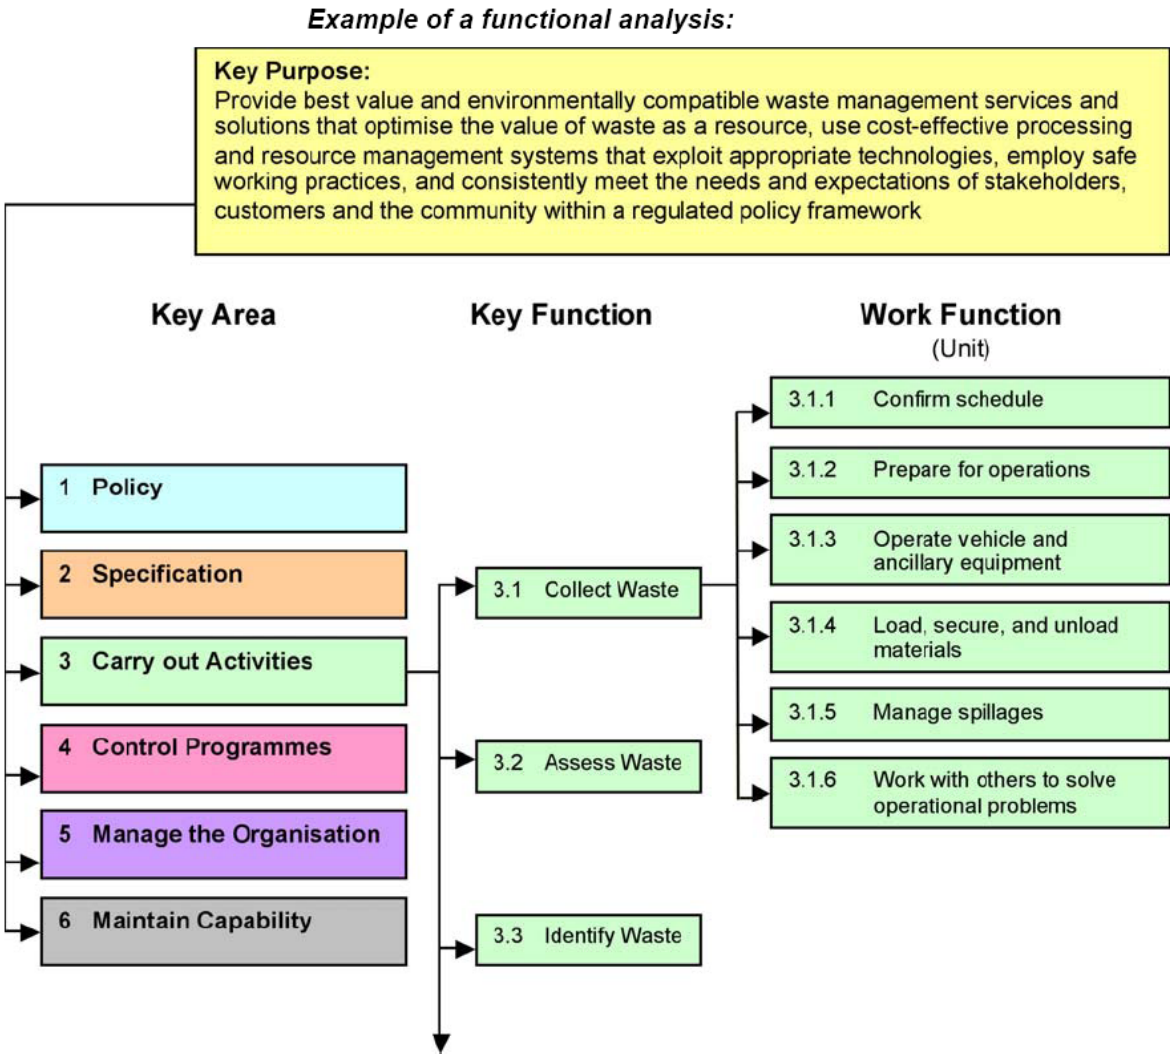 Example of a functional analysis:
Key Purpose:
Provide best value and environmentally compatible waste management services and
solutions that optimise the value of waste as a resource, use cost-effective processing
and resource management systems that exploit appropriate technologies, employ safe
working practices, and consistently meet the needs and expectations of stakeholders,
customers and the community within a regulated policy framework
Key Area
Key Function
Work Function
(Unit)
1 Policy
2 Specification
3 Carry out Activities
4 Control Programmes
5 Manage the Organisation
6 Maintain Capability
3.1 Collect Waste
3.2 Assess Waste
3.3 Identify Waste
3.1.1 Confirm schedule
3.1.2 Prepare for operations
3.1.3 Operate vehicle and
ancillary equipment
3.1.4 Load, secure, and unload
materials
3.1.5 Manage spillages
3.1.6 Work with others to solve
operational problems